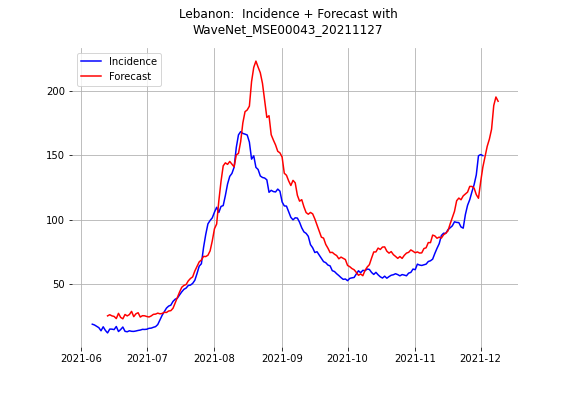 Lebanon:  Incidence + Forecast with
WaveNet_MSE00043_20211127
Incidence
Forecast
200
150
100
50
2021-06 2021-07 2021-08 2021-09 2021-10 2021-11 2021-12